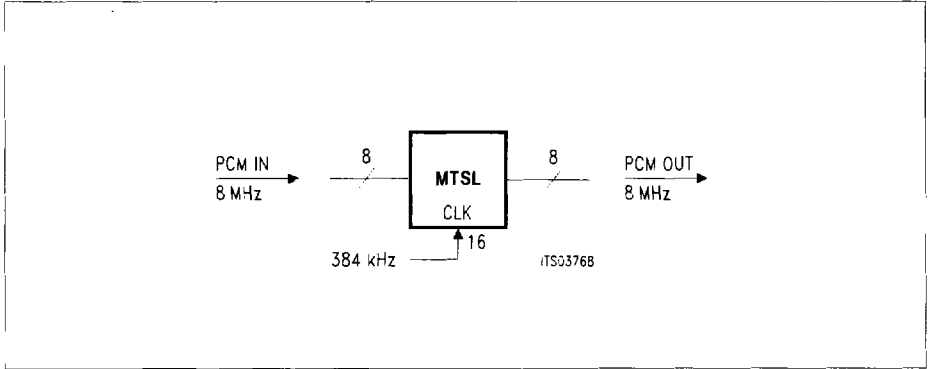 PCM IN
8 MHz
8
MTSL
CLK
8
PCM OUT
8 MHz
384 kHz
16
ITS03768